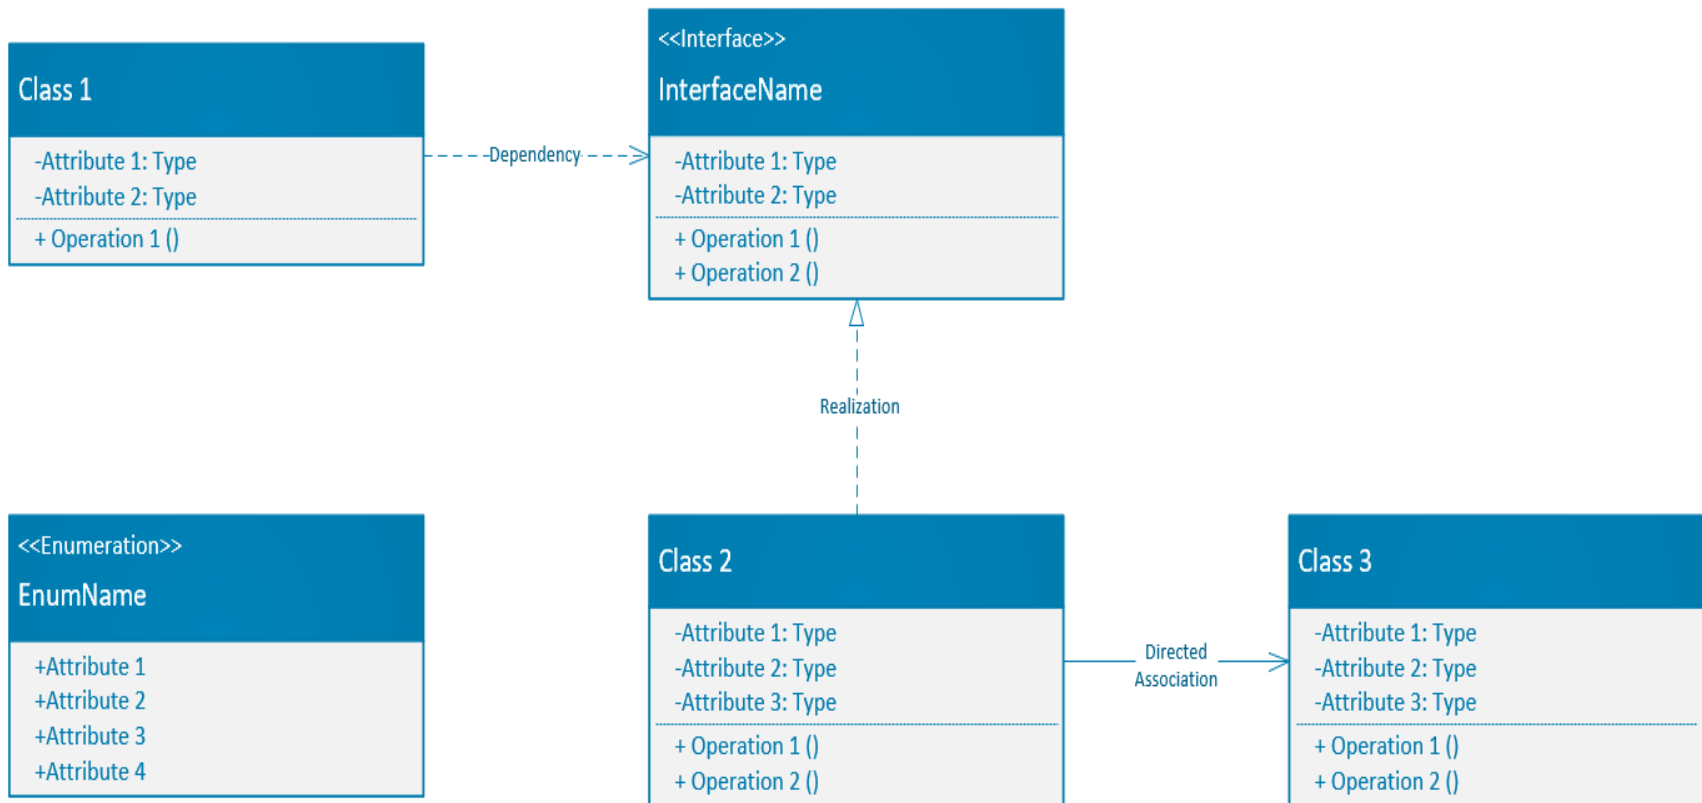 Class 1
-Attribute 1: Type
-Attribute 2: Type
+ Operation 1 ()
Dependency
<<Interface>>
InterfaceName
-Attribute 1: Type
-Attribute 2: Type
+ Operation 1 ()
+ Operation 2 ()
Realization
<<Enumeration>>
EnumName
+Attribute 1
+Attribute 2
+Attribute 3
+Attribute 4
Class 2
-Attribute 1: Type
-Attribute 2: Type
-Attribute 3: Type
+ Operation 1 ()
+ Operation 2 ()
Directed
Association
Class 3
-Attribute 1: Type
-Attribute 2: Type
-Attribute 3: Type
+ Operation 1 ()
+ Operation 2 ()